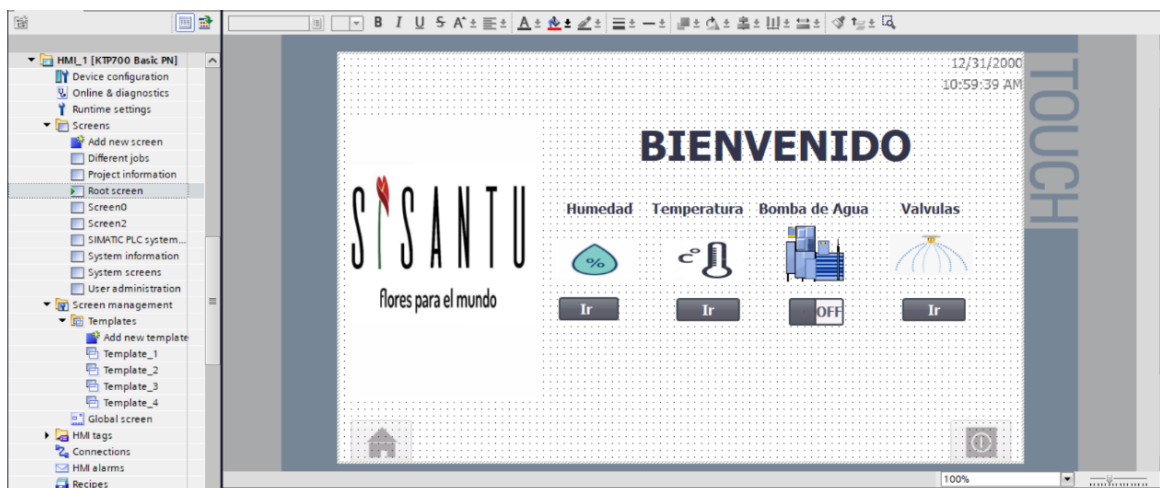 B I U S A
A
HMI_1 [KTP700 Basic PN]
Device configuration
Online & diagnostics
Runtime settings
Screens
Add new screen
Different jobs
Project information
Root screen
Screen0
Screen2
SIMATIC PLC system...
System information
System screens
User administration
Screen management
Templates
Add new template
Template_1
Template_2
Template_3
Template_4
Global screen
HMI tags
Connections
HMI alarms
Recipes
12/31/2000
10:59:39 AM
TOUCH
BIENVENIDO
SISANTU
flores para el mundo
Humedad Temperatura Bomba de Agua Valvulas
% c°
Ir Ir OFF Ir
100%